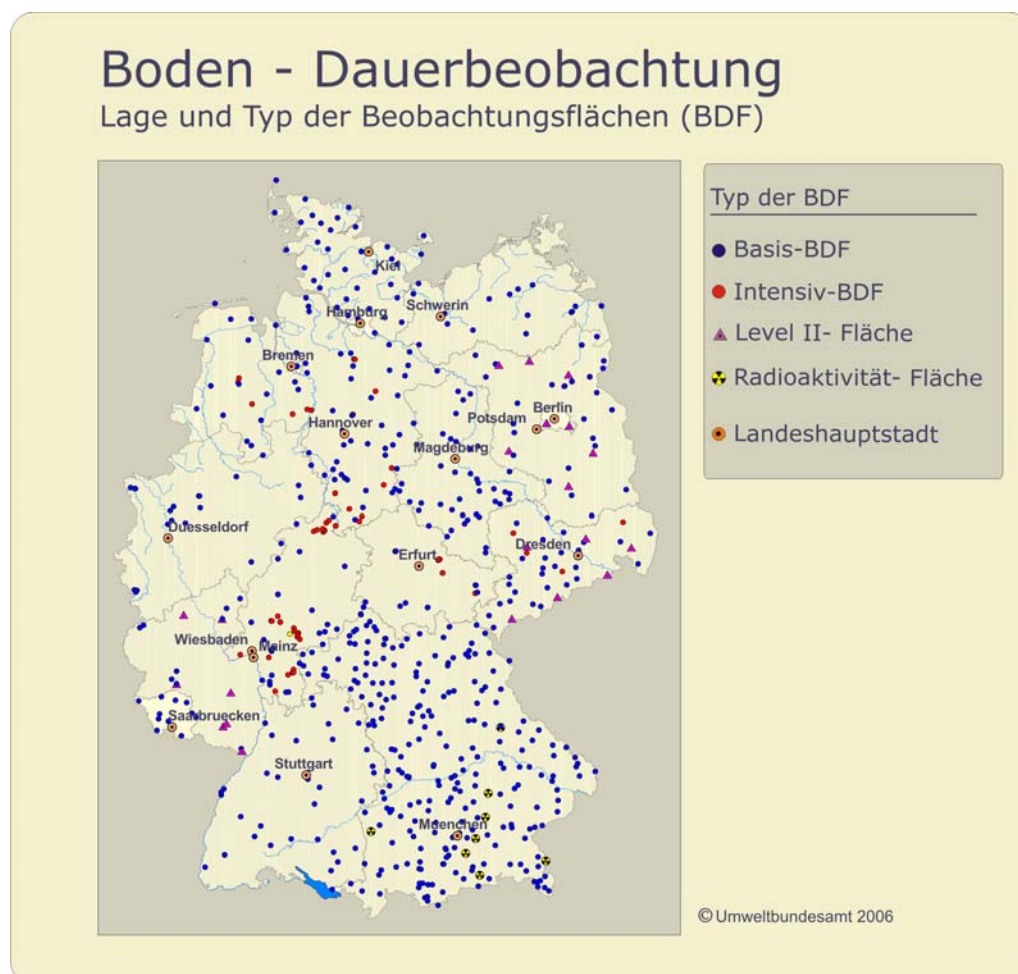 Boden - Dauerbeobachtung
Lage und Typ der Beobachtungsflächen (BDF)
Typ der BDF
Basis-BDF
Intensiv-BDF
Level II- Fläche
Radioaktivität- Fläche
Landeshauptstadt
Kiel
Schwerin
Hamburg
Bremen
Berlin
Potsdam
Hannover
Magdeburg
Duesseldorf
Dresden
Erfurt
Wiesbaden
Mainz
Saarbruecken
Stuttgart
Muenchen
© Umweltbundesamt 2006